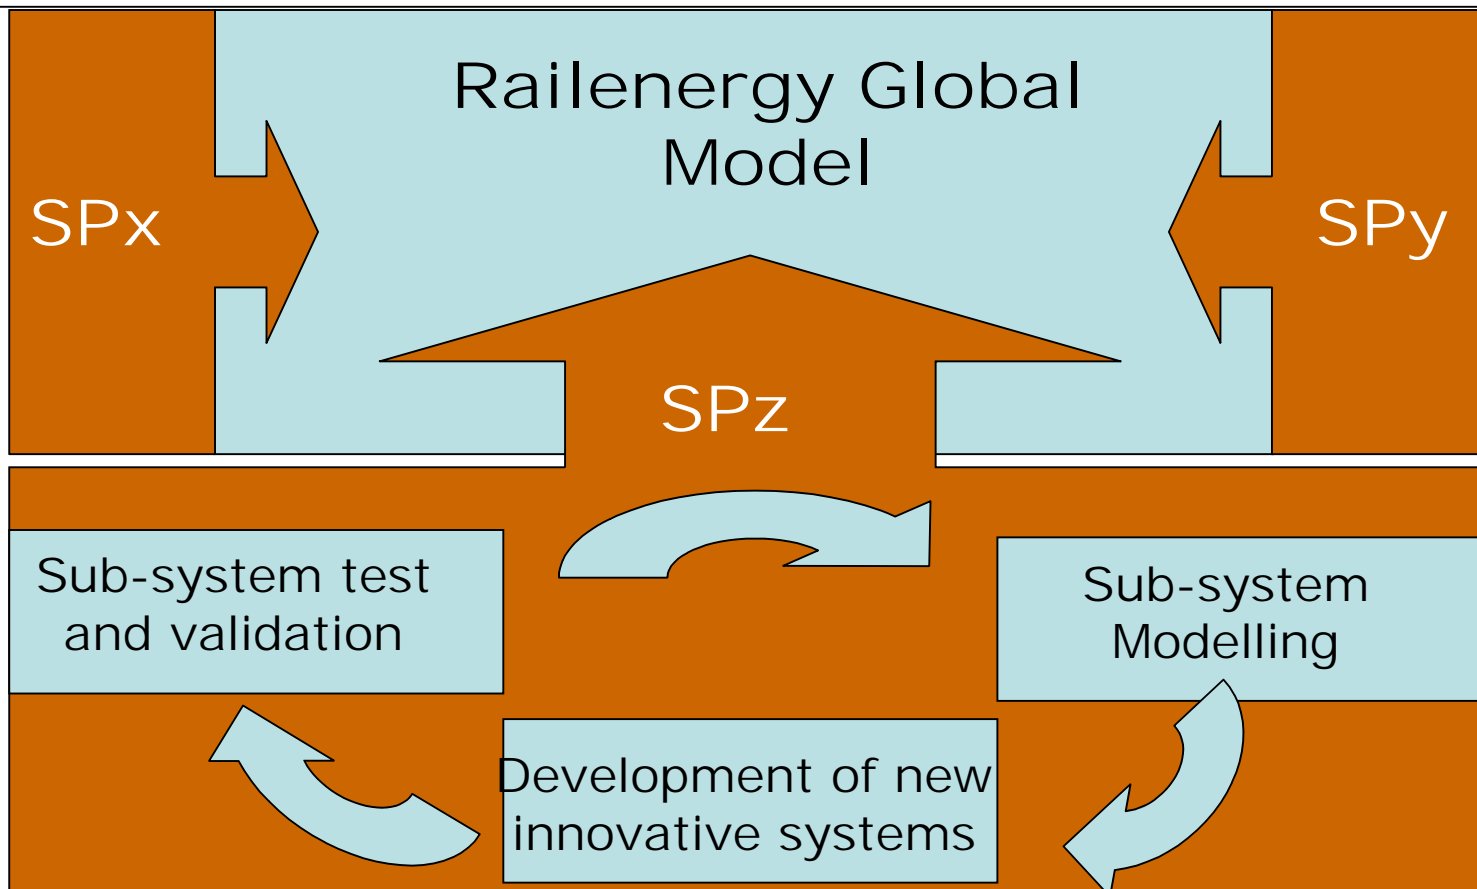 Railenergy Global
Model
SPx
SPy
SPz
Sub-system test
and validation
Sub-system
Modelling
Development of new
innovative systems